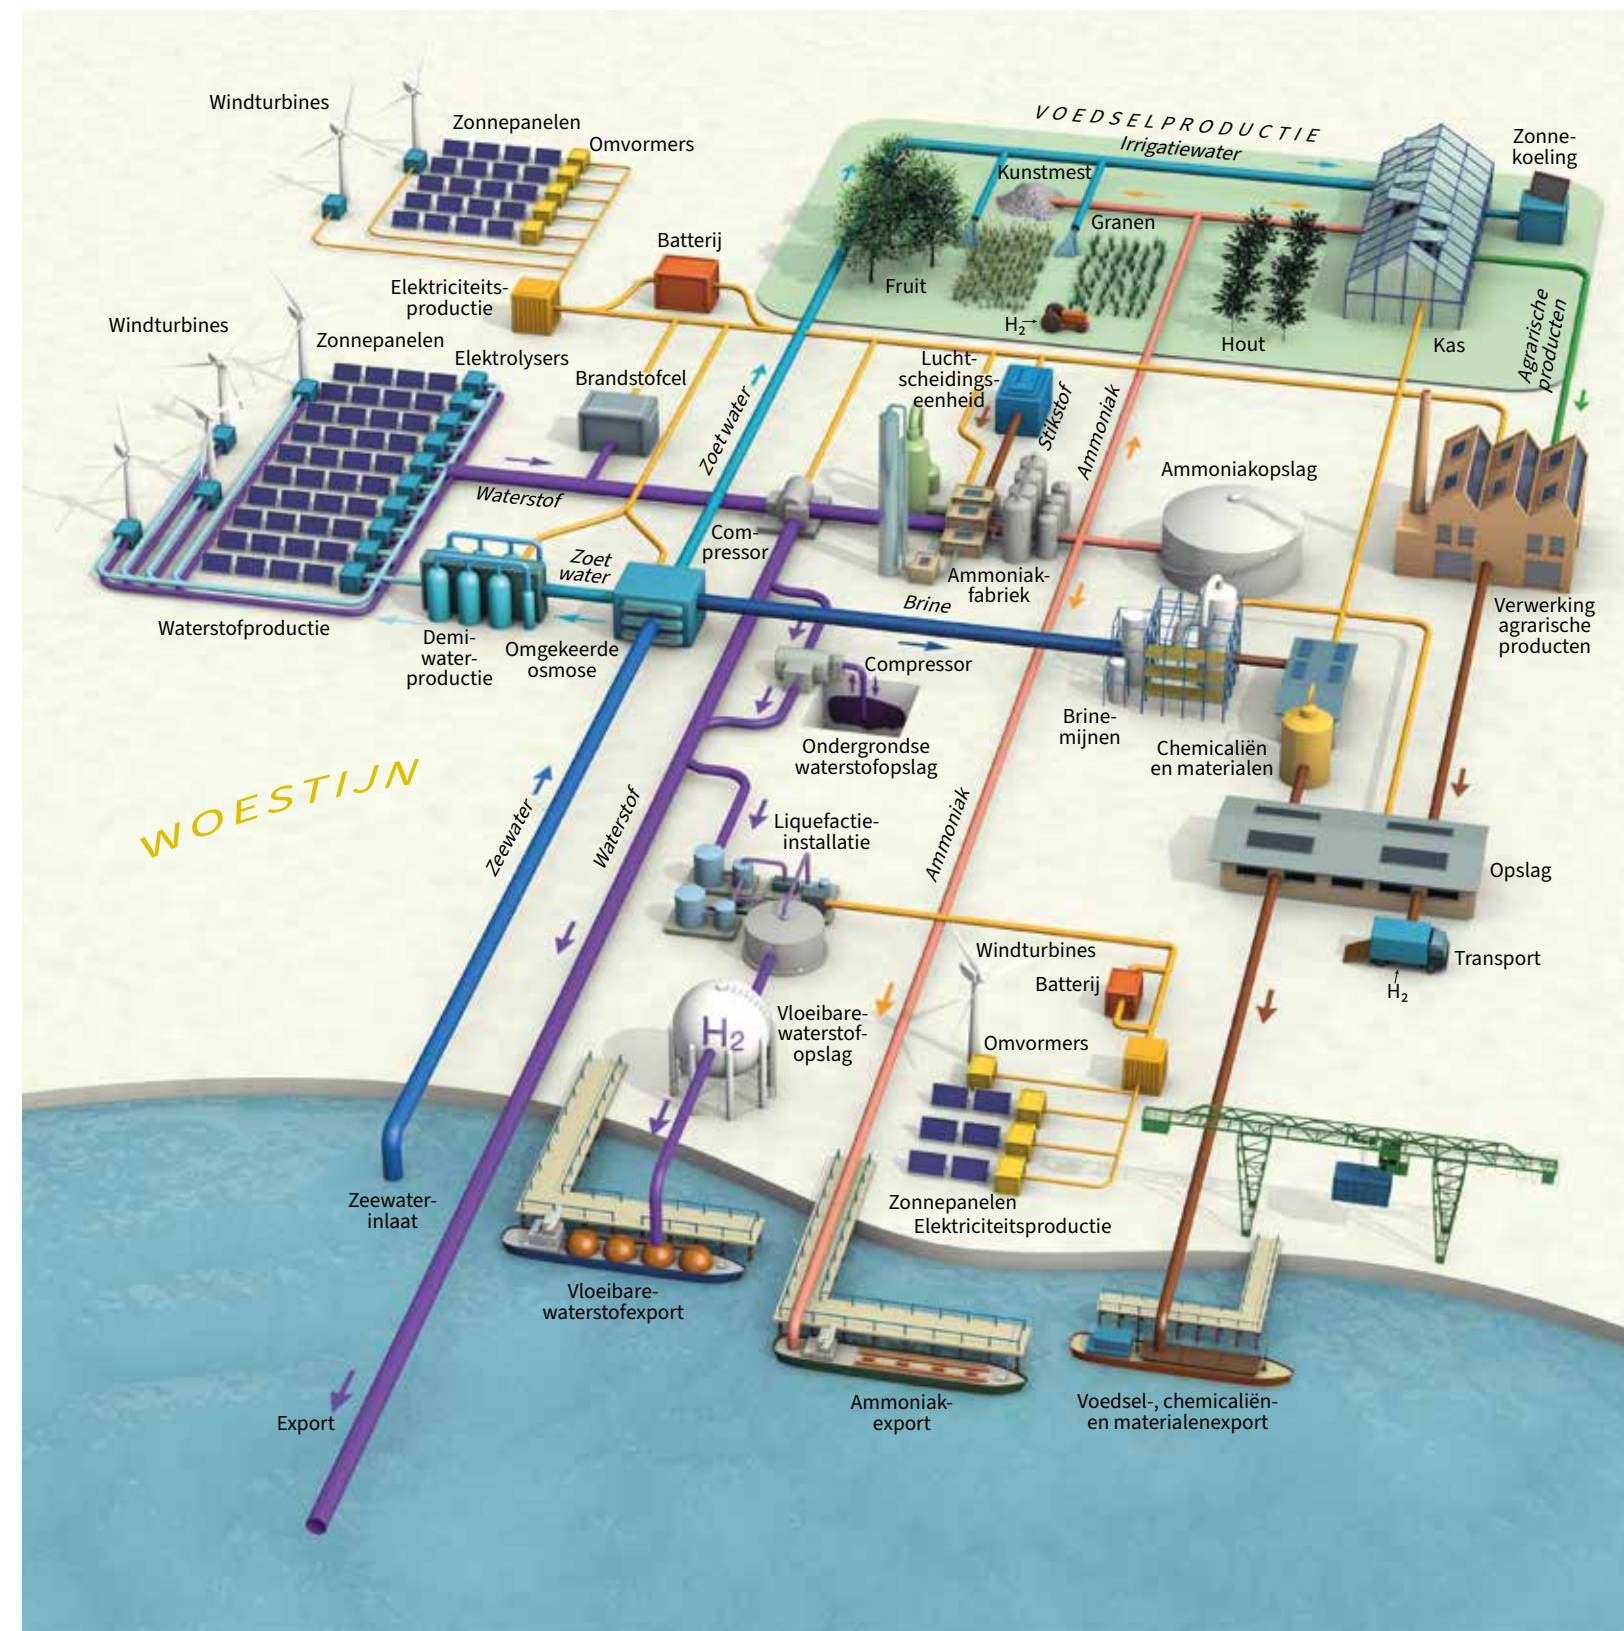 Windturbines
Zonnepanelen
Omvormers
VOEDSELPRODUCTIE
Irrigatiewater
Zonne-
koeling
Kunstmest
Granen
Batterij
Elektriciteits-
productie
Fruit
H₂→
Hout
Kas
Agrarische
producten
Windturbines
Zonnepanelen
Elektrolysers
Brandstofcel
Lucht-
scheidings-
eenheid
Stikstof
Ammoniak
Zoet water
Ammoniakopslag
Waterstof
Com-
pressor
Zoet
water
Ammoniak-
fabriek
Brine
Verwerking
agrarische
producten
Waterstofproductie
Demi-
water-
productie
Omgekeerde
osmose
Compressor
Brine-
mijnen
Chemicaliën
en materialen
Ondergrondse
waterstofopslag
WOESTIJN
Zeewater
Waterstof
Liquefactie-
installatie
Ammoniak
Opslag
Windturbines
Batterij
Transport
H₂
Vloeibare-
waterstof-
opslag
H₂
Omvormers
Zeewater-
inlaat
Zonnepanelen
Elektriciteitsproductie
Vloeibare-
waterstofexport
Export
Ammoniak-
export
Voedsel-, chemicaliën-
en materialenexport